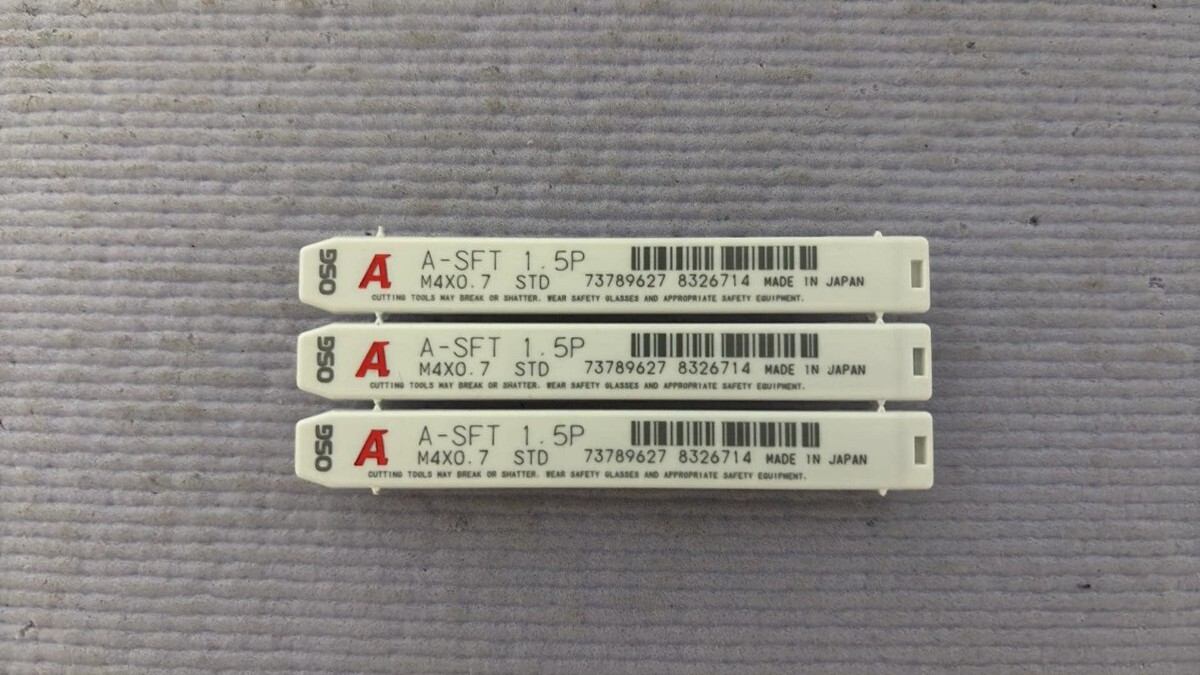 OSG
A
A-SFT 1.5P
M4X0.7 STD 73789627 8326714 MADE IN JAPAN
CUTTING TOOLS MAY BREAK OR SHATTER. WEAR SAFETY GLASSES AND APPROPRIATE SAFETY EQUIPMENT.
OSG
A
A-SFT 1.5P
M4X0.7 STD 73789627 8326714 MADE IN JAPAN
CUTTING TOOLS MAY BREAK OR SHATTER. WEAR SAFETY GLASSES AND APPROPRIATE SAFETY EQUIPMENT.
OSG
A
A-SFT 1.5P
M4X0.7 STD 73789627 8326714 MADE IN JAPAN
CUTTING TOOLS MAY BREAK OR SHATTER. WEAR SAFETY GLASSES AND APPROPRIATE SAFETY EQUIPMENT.